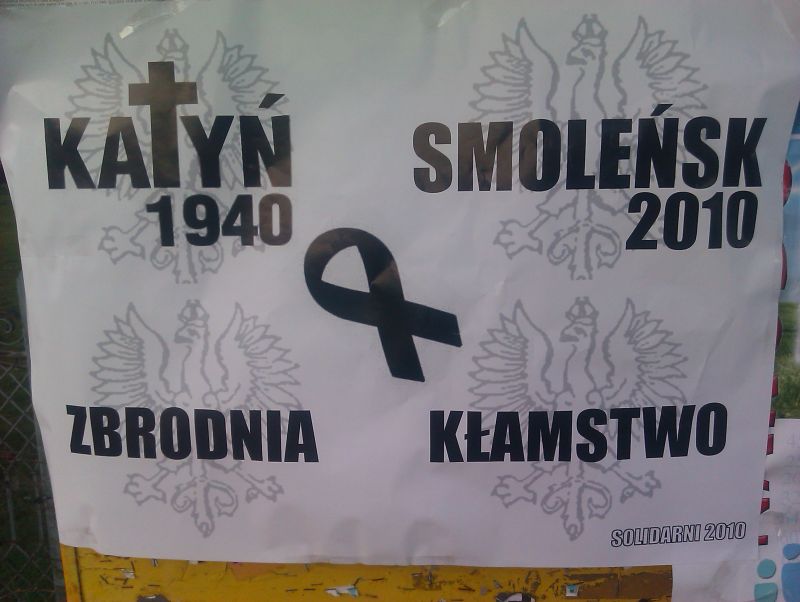 KATYŃ
1940
SMOLEŃSK
2010
ZBRODNIA
KŁAMSTWO
SOLIDARNI 2010